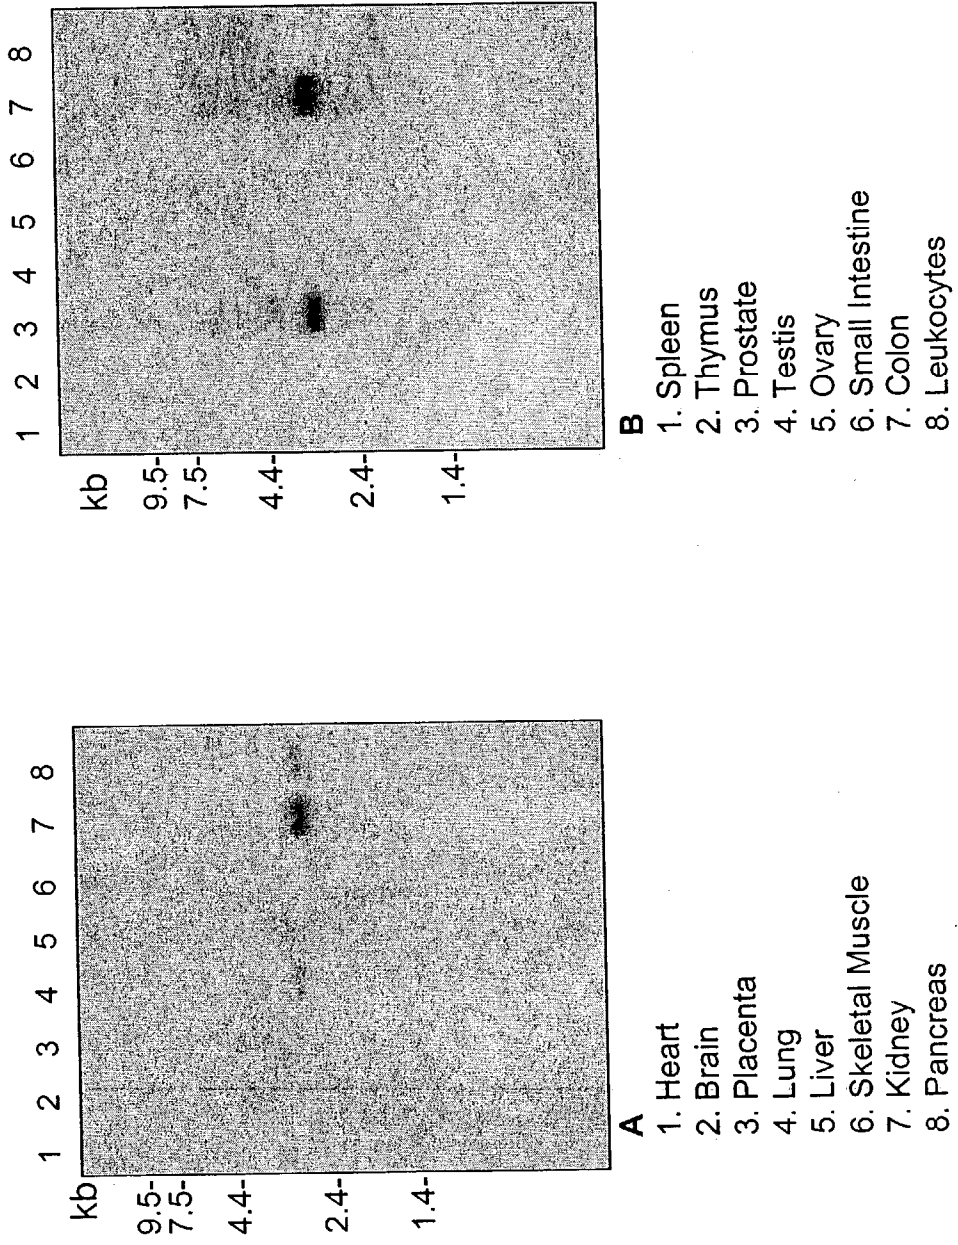 1 2 3 4 5 6 7 8
kb
9.5-
7.5-
4.4-
2.4-
1.4-
A
1. Heart
2. Brain
3. Placenta
4. Lung
5. Liver
6. Skeletal Muscle
7. Kidney
8. Pancreas
1 2 3 4 5 6 7 8
kb
9.5-
7.5-
4.4-
2.4-
1.4-
B
1. Spleen
2. Thymus
3. Prostate
4. Testis
5. Ovary
6. Small Intestine
7. Colon
8. Leukocytes